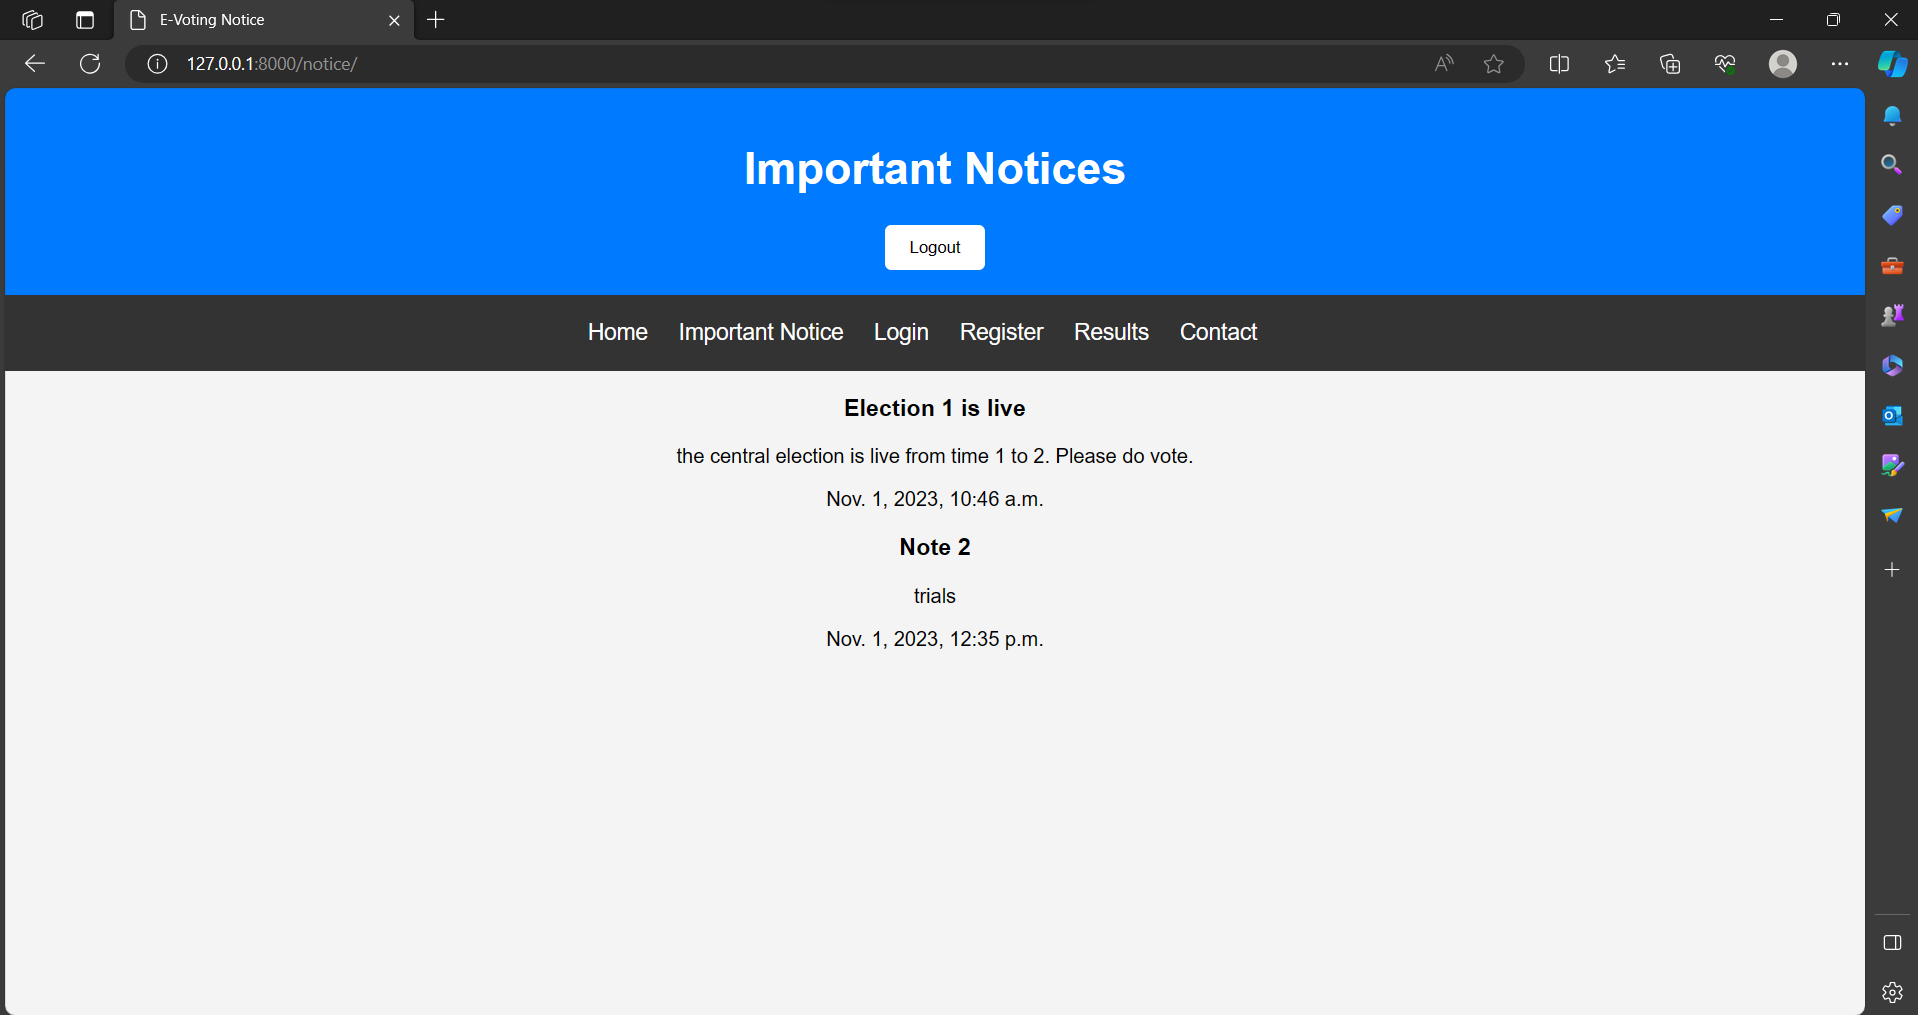 E-Voting Notice
127.0.0.1:8000/notice/
Important Notices
Logout
Home Important Notice Login Register Results Contact
Election 1 is live
the central election is live from time 1 to 2. Please do vote.
Nov. 1, 2023, 10:46 a.m.
Note 2
trials
Nov. 1, 2023, 12:35 p.m.